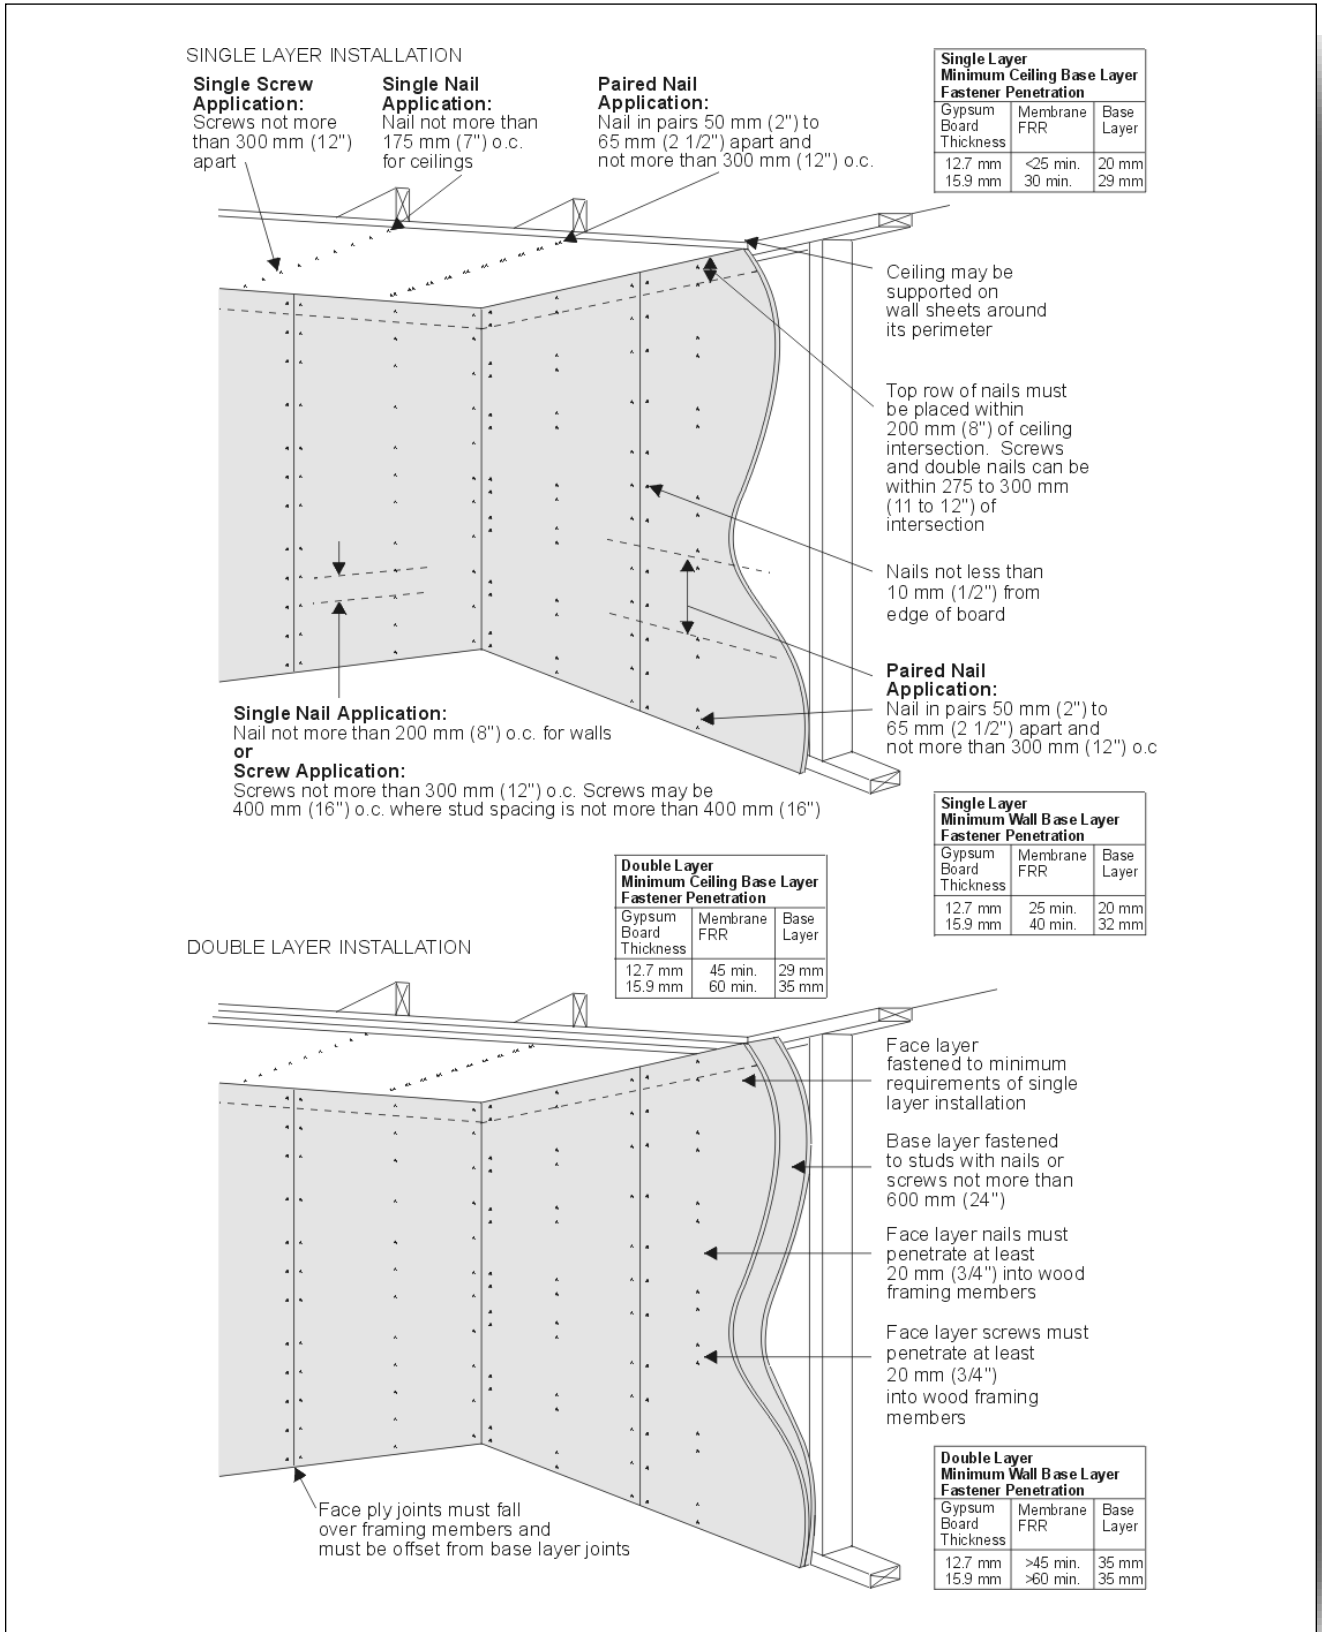 SINGLE LAYER INSTALLATION
Single Screw
Application:
Screws not more
than 300 mm (12")
apart
Single Nail
Application:
Nail not more than
175 mm (7") o.c.
for ceilings
Paired Nail
Application:
Nail in pairs 50 mm (2") to
65 mm (2 1/2") apart and
not more than 300 mm (12") o.c.
Single Layer
Minimum Ceiling Base Layer
Fastener Penetration
Gypsum Board Thickness Membrane FRR Base Layer
12.7 mm <25 min. 20 mm
15.9 mm 30 min. 29 mm
Ceiling may be
supported on
wall sheets around
its perimeter
Top row of nails must
be placed within
200 mm (8") of ceiling
intersection. Screws
and double nails can be
within 275 to 300 mm
(11 to 12") of
intersection
Nails not less than
10 mm (1/2") from
edge of board
Paired Nail
Application:
Nail in pairs 50 mm (2") to
65 mm (2 1/2") apart and
not more than 300 mm (12") o.c
Single Nail Application:
Nail not more than 200 mm (8") o.c. for walls
or
Screw Application:
Screws not more than 300 mm (12") o.c. Screws may be
400 mm (16") o.c. where stud spacing is not more than 400 mm (16")
Single Layer
Minimum Wall Base Layer
Fastener Penetration
Gypsum Board Thickness Membrane FRR Base Layer
12.7 mm 25 min. 20 mm
15.9 mm 40 min. 32 mm
Double Layer
Minimum Ceiling Base Layer
Fastener Penetration
Gypsum Board Thickness Membrane FRR Base Layer
12.7 mm 45 min. 29 mm
15.9 mm 60 min. 35 mm
DOUBLE LAYER INSTALLATION
Face layer
fastened to minimum
requirements of single
layer installation
Base layer fastened
to studs with nails or
screws not more than
600 mm (24")
Face layer nails must
penetrate at least
20 mm (3/4") into wood
framing members
Face layer screws must
penetrate at least
20 mm (3/4")
into wood framing
members
Face ply joints must fall
over framing members and
must be offset from base layer joints
Double Layer
Minimum Wall Base Layer
Fastener Penetration
Gypsum Board Thickness Membrane FRR Base Layer
12.7 mm >45 min. 35 mm
15.9 mm >60 min. 35 mm